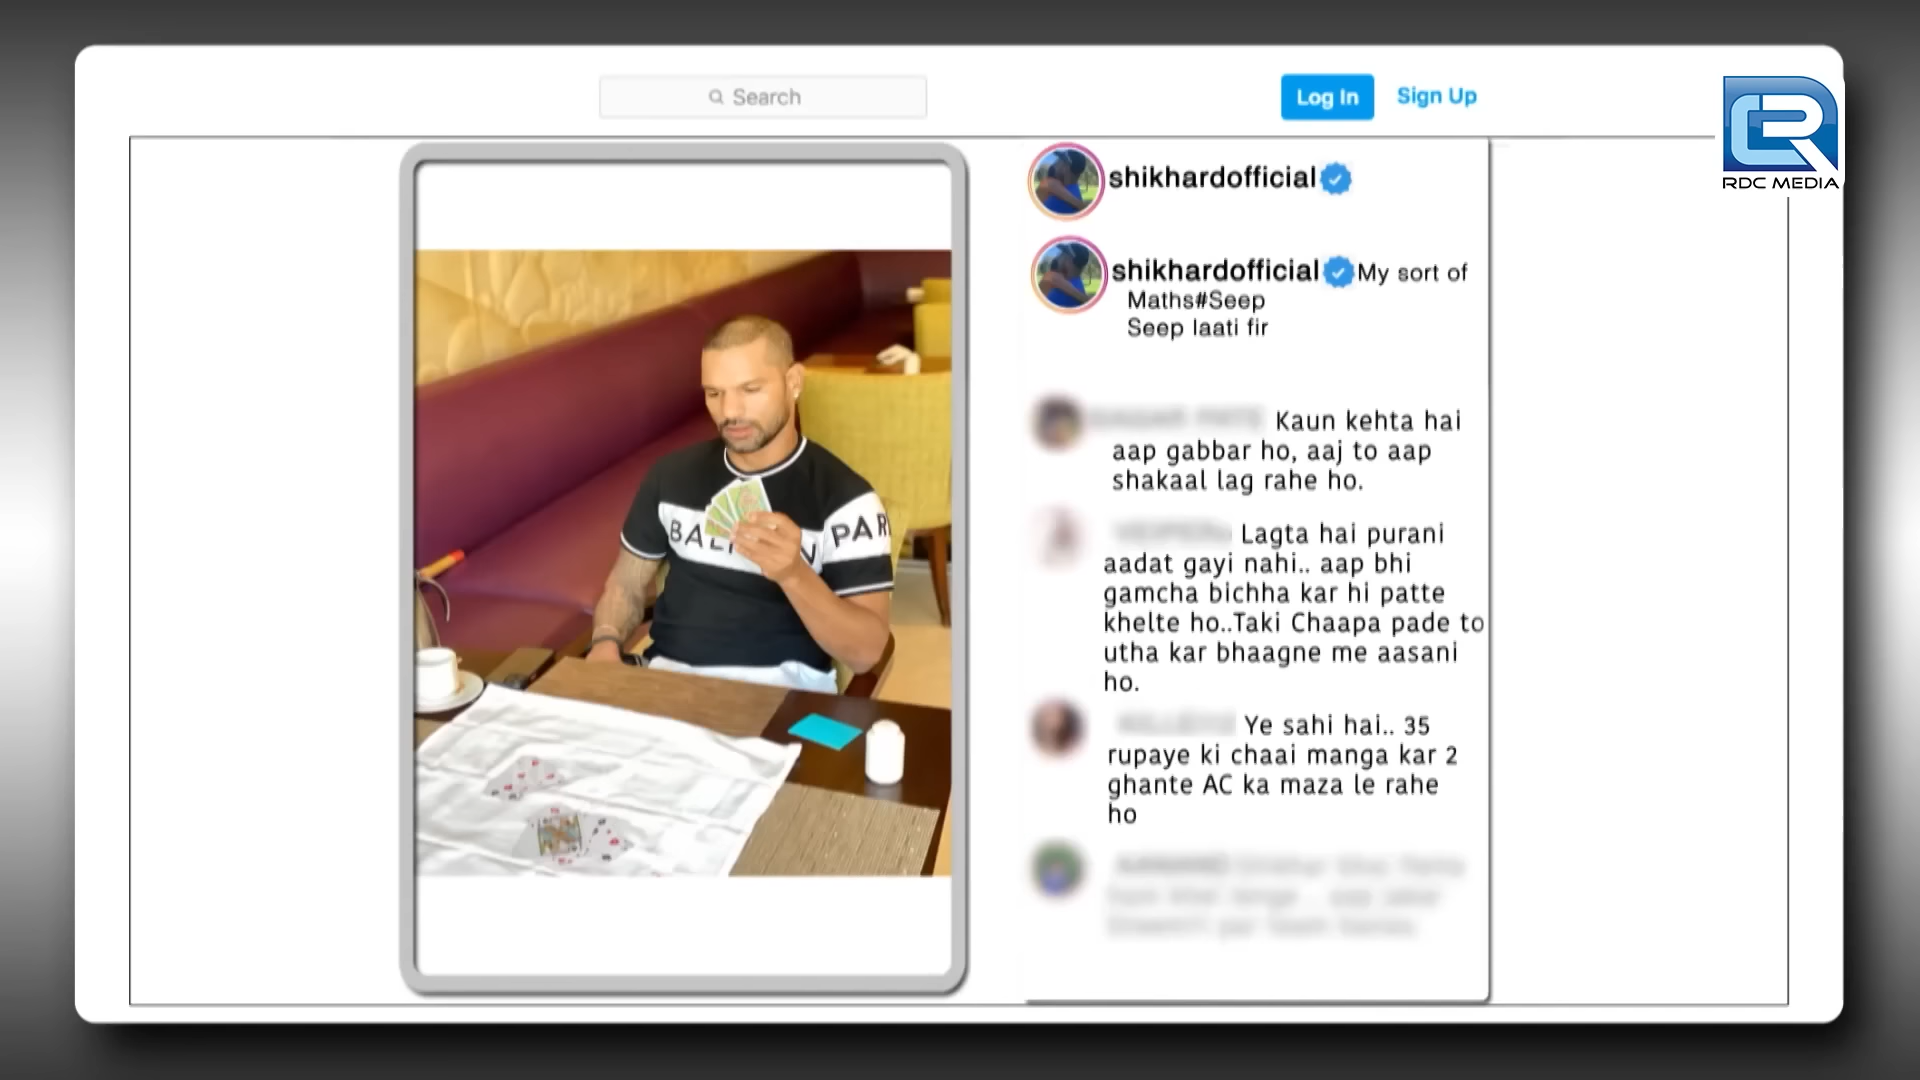 Search
Log In
Sign Up
RDC MEDIA
shikhardofficial
shikhardofficial My sort of
Maths#Seep
Seep laati fir
Kaun kehta hai
aap gabbar ho, aaj to aap
shakaal lag rahe ho.
Lagta hai purani
aadat gayi nahi.. aap bhi
gamcha bichha kar hi patte
khelte ho..Taki Chaapa pade to
utha kar bhaagne me aasani
ho.
Ye sahi hai.. 35
rupaye ki chaai manga kar 2
ghante AC ka maza le rahe
ho